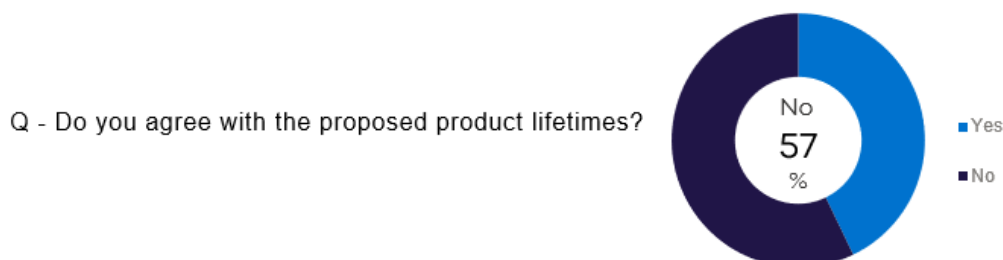 Q - Do you agree with the proposed product lifetimes?
No
57
%
Yes
No